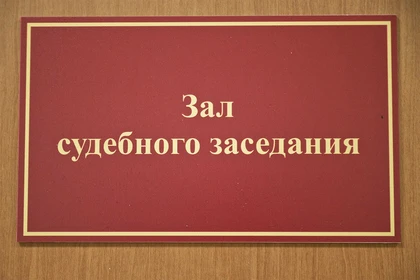 Зал
судебного заседания